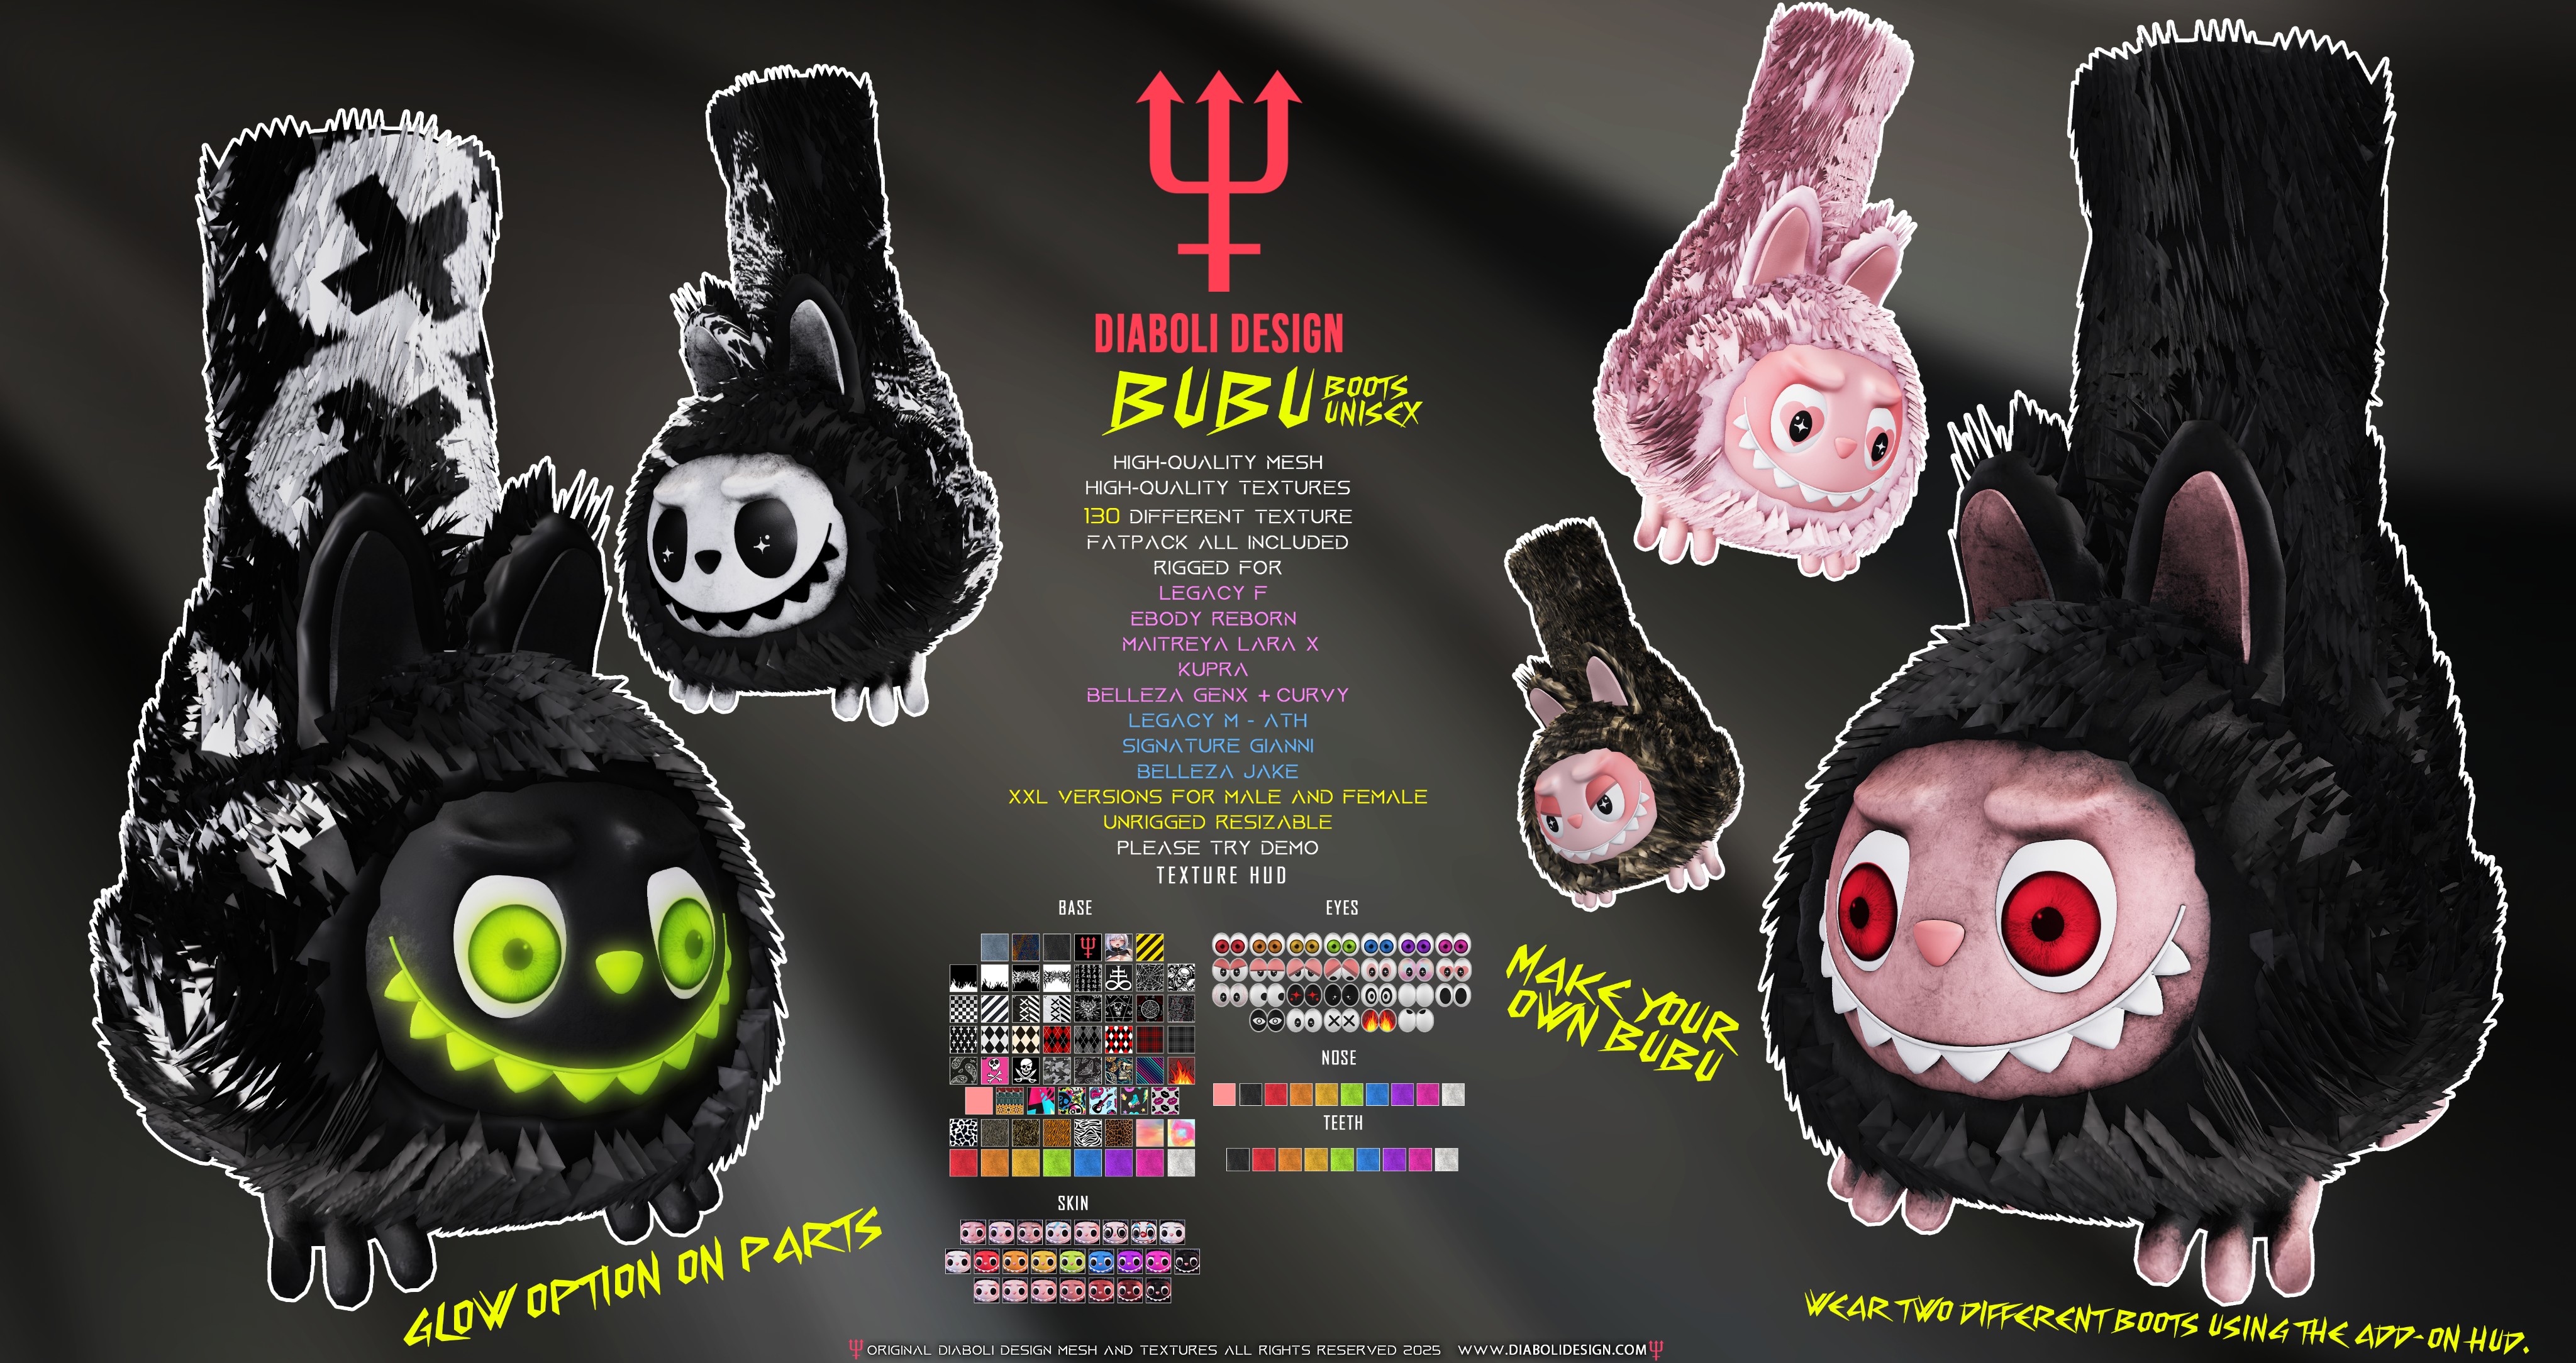 DIABOLI DESIGN
BUBU BOOTS UNISEX
HIGH-QUALITY MESH
HIGH-QUALITY TEXTURES
130 DIFFERENT TEXTURE
FATPACK ALL INCLUDED
RIGGED FOR
LEGACY F
EBODY REBORN
MAITREYA LARA X
KUPRA
BELLEZA GENX + CURVY
LEGACY M - ATH
SIGNATURE GIANNI
BELLEZA JAKE
XXL VERSIONS FOR MALE AND FEMALE
UNRIGGED RESIZABLE
PLEASE TRY DEMO
TEXTURE HUD
BASE
EYES
NOSE
TEETH
SKIN
MAKE YOUR
OWN BUBU
GLOW OPTION ON PARTS
WEAR TWO DIFFERENT BOOTS USING THE ADD-ON HUD.
ORIGINAL DIABOLI DESIGN MESH AND TEXTURES ALL RIGHTS RESERVED 2025 WWW.DIABOLIDESIGN.COM